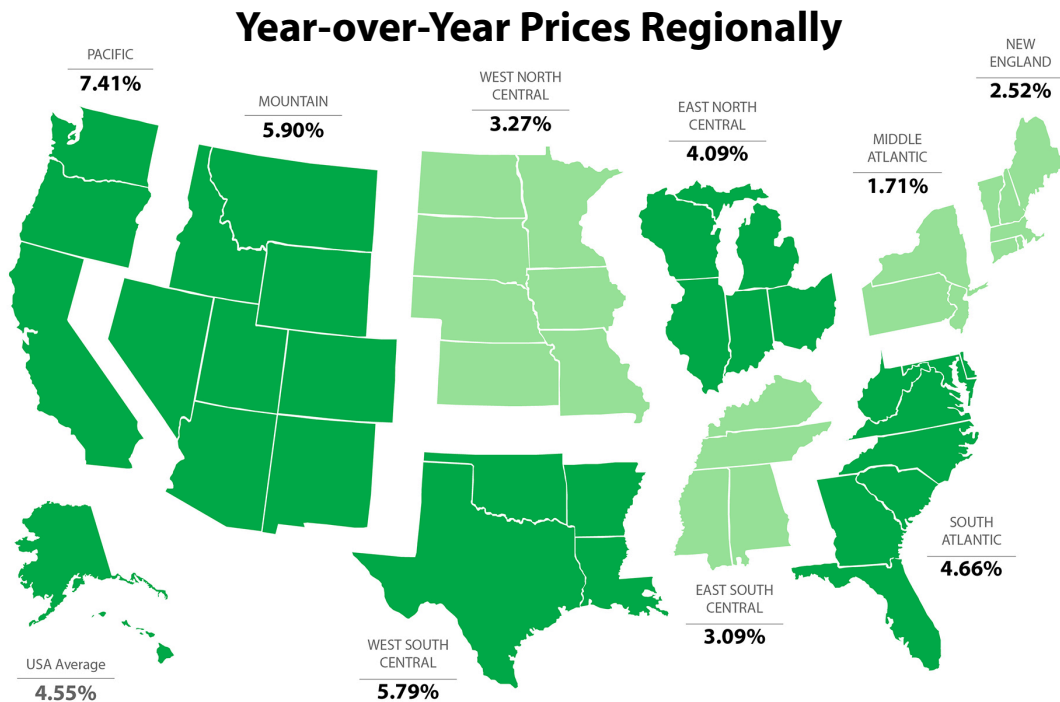 Year-over-Year Prices Regionally
PACIFIC
7.41%
MOUNTAIN
5.90%
WEST NORTH
CENTRAL
3.27%
EAST NORTH
CENTRAL
4.09%
MIDDLE
ATLANTIC
1.71%
NEW
ENGLAND
2.52%
SOUTH
ATLANTIC
4.66%
EAST SOUTH
CENTRAL
3.09%
WEST SOUTH
CENTRAL
5.79%
USA Average
4.55%